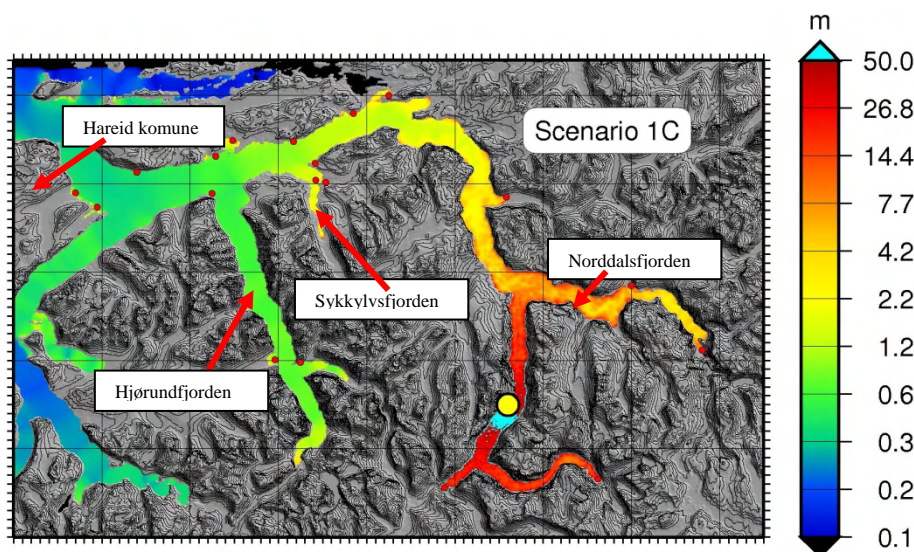 m
Hareid komune
Scenario 1C
Norddalsfjorden
Sykkylvsfjorden
Hjørundfjorden
50.0
26.8
14.4
7.7
4.2
2.2
1.2
0.6
0.3
0.2
0.1